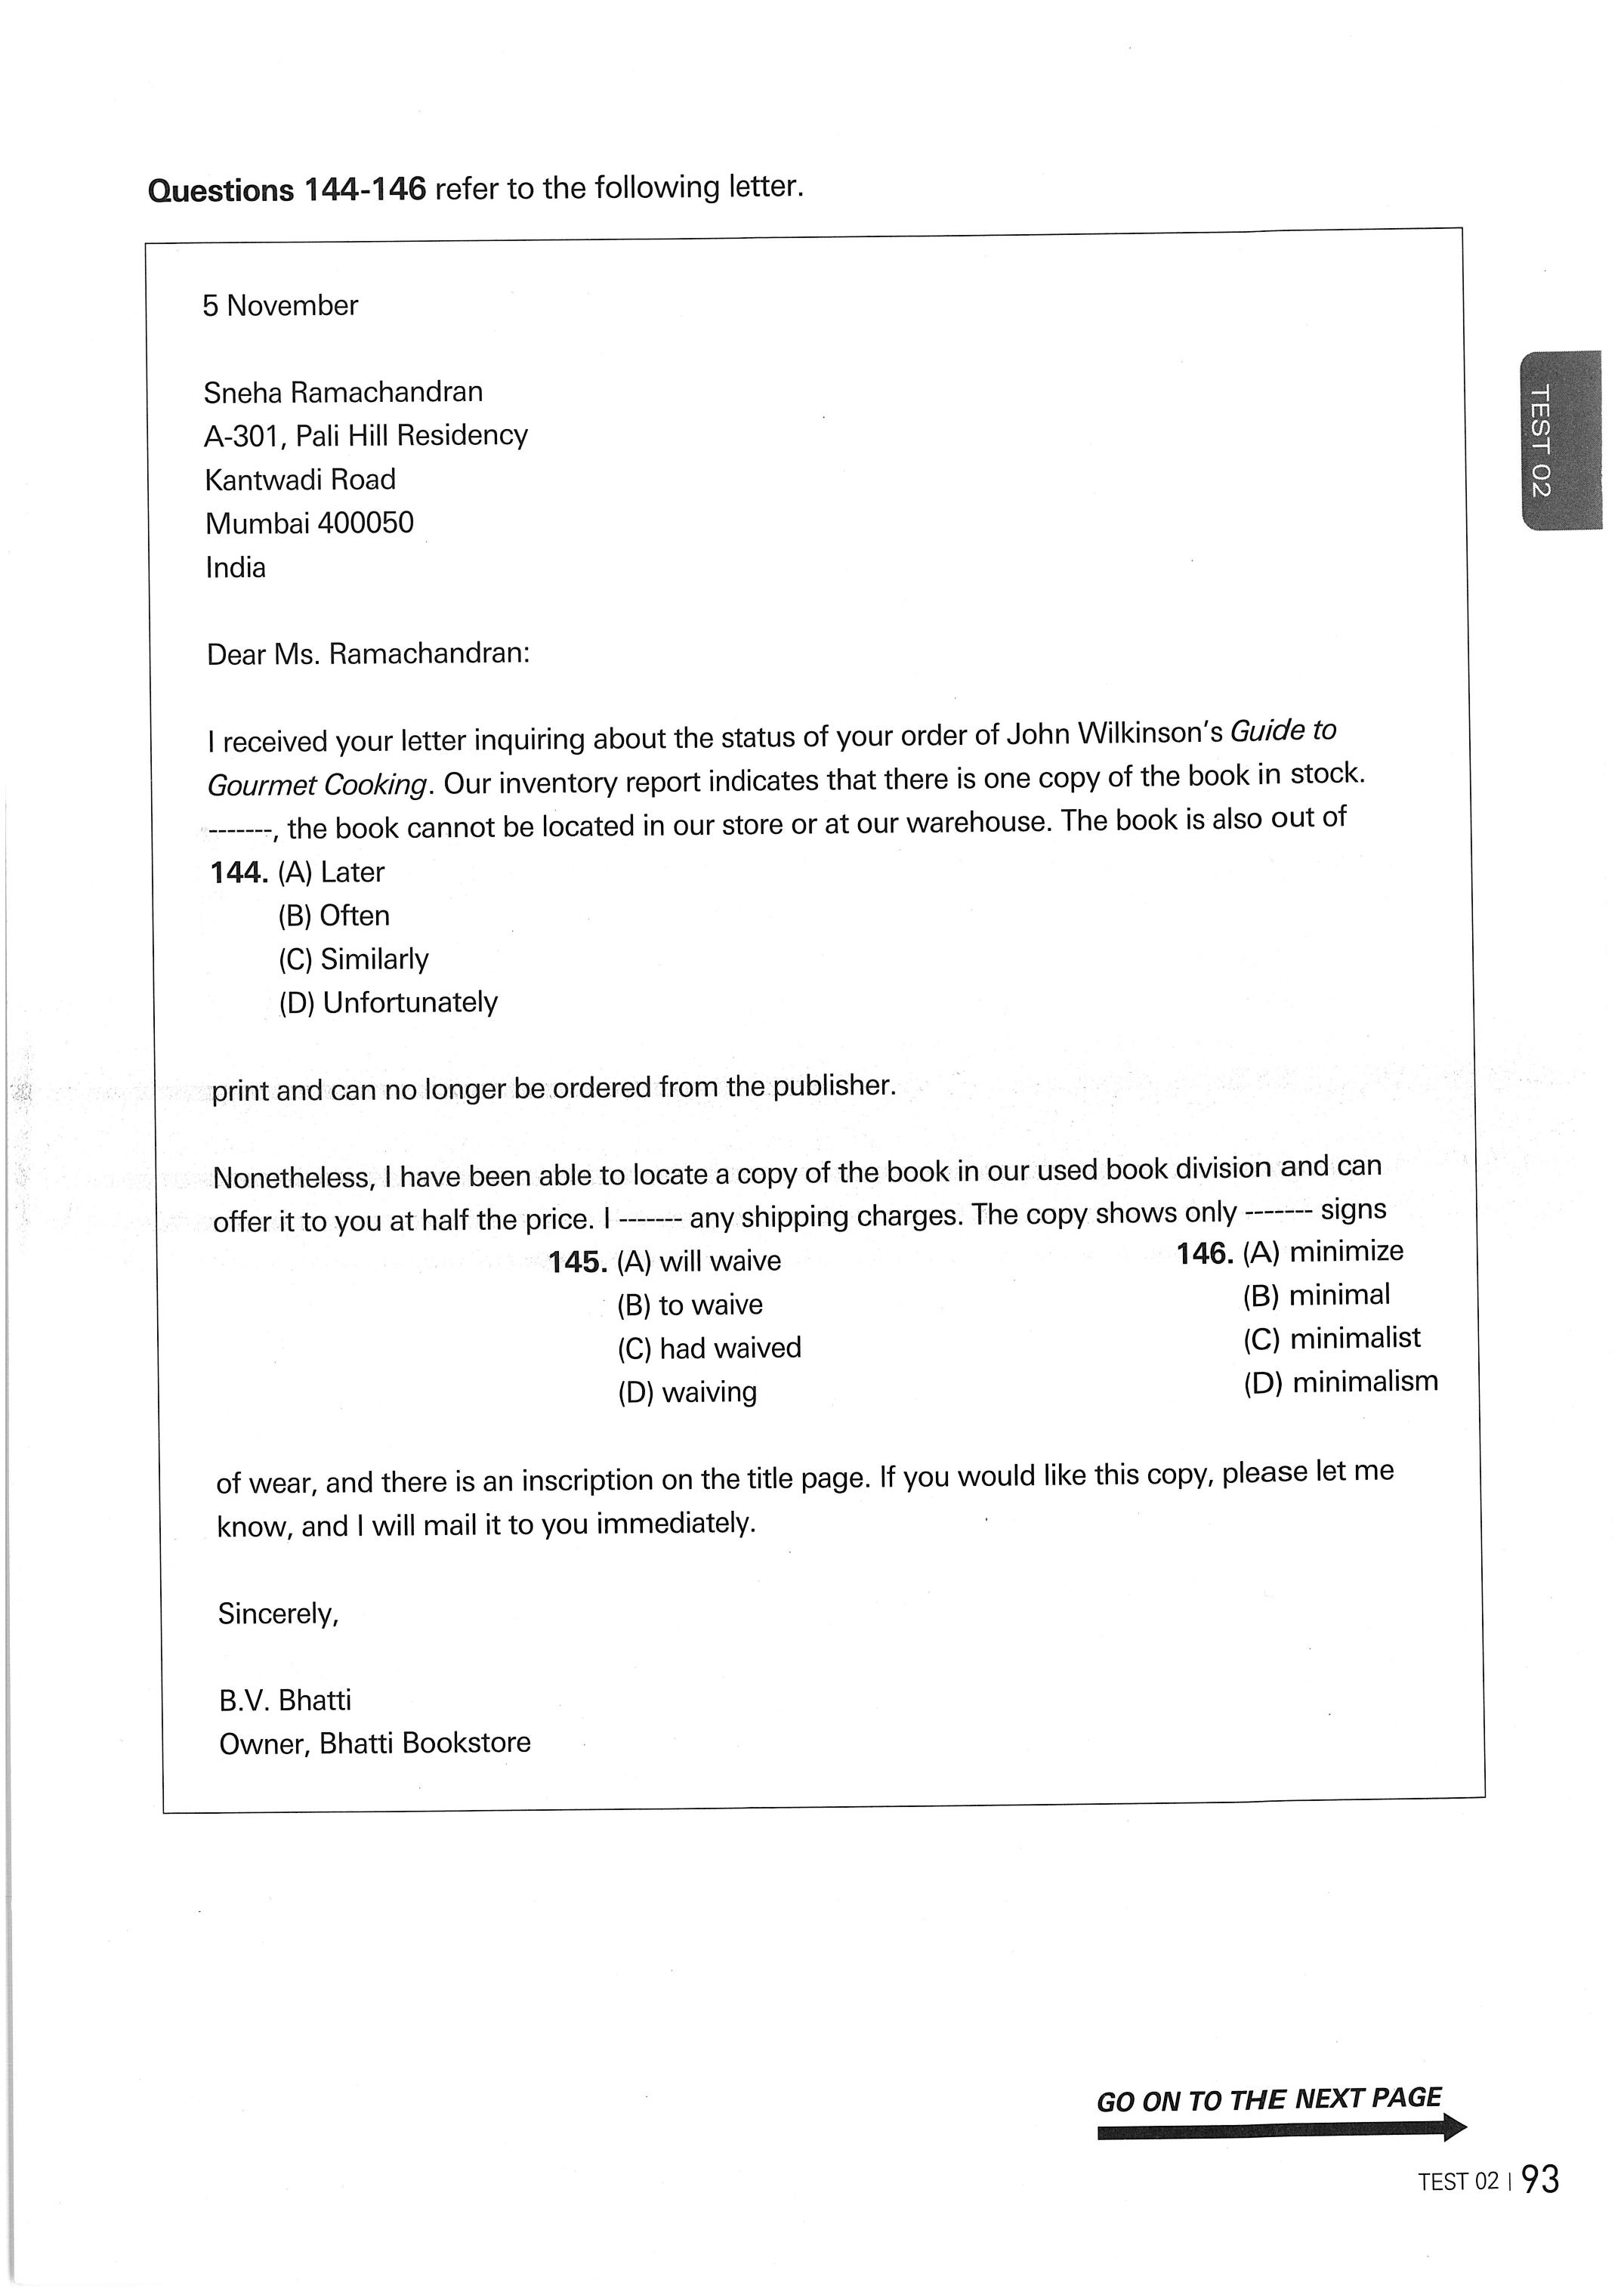 Questions 144-146 refer to the following letter.
5 November
Sneha Ramachandran
A-301, Pali Hill Residency
Kantwadi Road
Mumbai 400050
India
Dear Ms. Ramachandran:
I received your letter inquiring about the status of your order of John Wilkinson's Guide to
Gourmet Cooking. Our inventory report indicates that there is one copy of the book in stock.
-------, the book cannot be located in our store or at our warehouse. The book is also out of
144. (A) Later
(B) Often
(C) Similarly
(D) Unfortunately
print and can no longer be ordered from the publisher.
Nonetheless, I have been able to locate a copy of the book in our used book division and can
offer it to you at half the price. I ------- any shipping charges. The copy shows only ------- signs
145. (A) will waive
(B) to waive
(C) had waived
(D) waiving
146. (A) minimize
(B) minimal
(C) minimalist
(D) minimalism
of wear, and there is an inscription on the title page. If you would like this copy, please let me
know, and I will mail it to you immediately.
Sincerely,
B.V. Bhatti
Owner, Bhatti Bookstore
TEST 02
GO ON TO THE NEXT PAGE
TEST 02 | 93